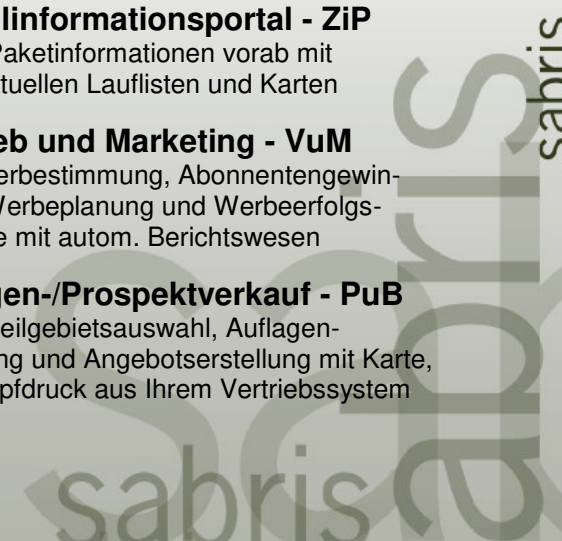 linformationsportal - ZiP
Paketinformationen vorab mit
tuellen Lauflisten und Karten
eb und Marketing - VuM
erbestimmung, Abonnentengewin-
Werbeplanung und Werbeerfolgs-
e mit autom. Berichtswesen
gen-/Prospektverkauf - PuB
eilgebietsauswahl, Auflagen-
ng und Angebotserstellung mit Karte,
pfdruck aus Ihrem Vertriebssystem
sabris
sabris
sabris